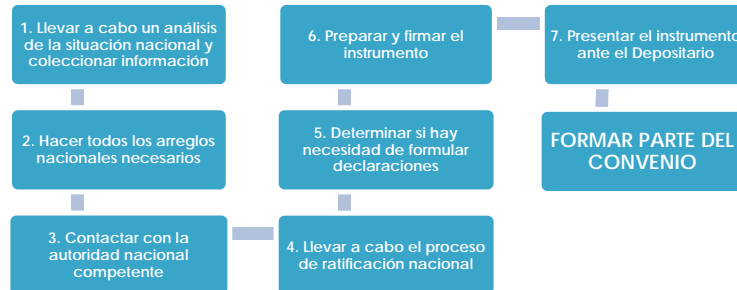 1. Llevar a cabo un análisis
de la situación nacional y
coleccionar información
2. Hacer todos los arreglos
nacionales necesarios
3. Contactar con la
autoridad nacional
competente
4. Llevar a cabo el proceso
de ratificación nacional
5. Determinar si hay
necesidad de formular
declaraciones
6. Preparar y firmar el
instrumento
7. Presentar el instrumento
ante el Depositario
FORMAR PARTE DEL
CONVENIO